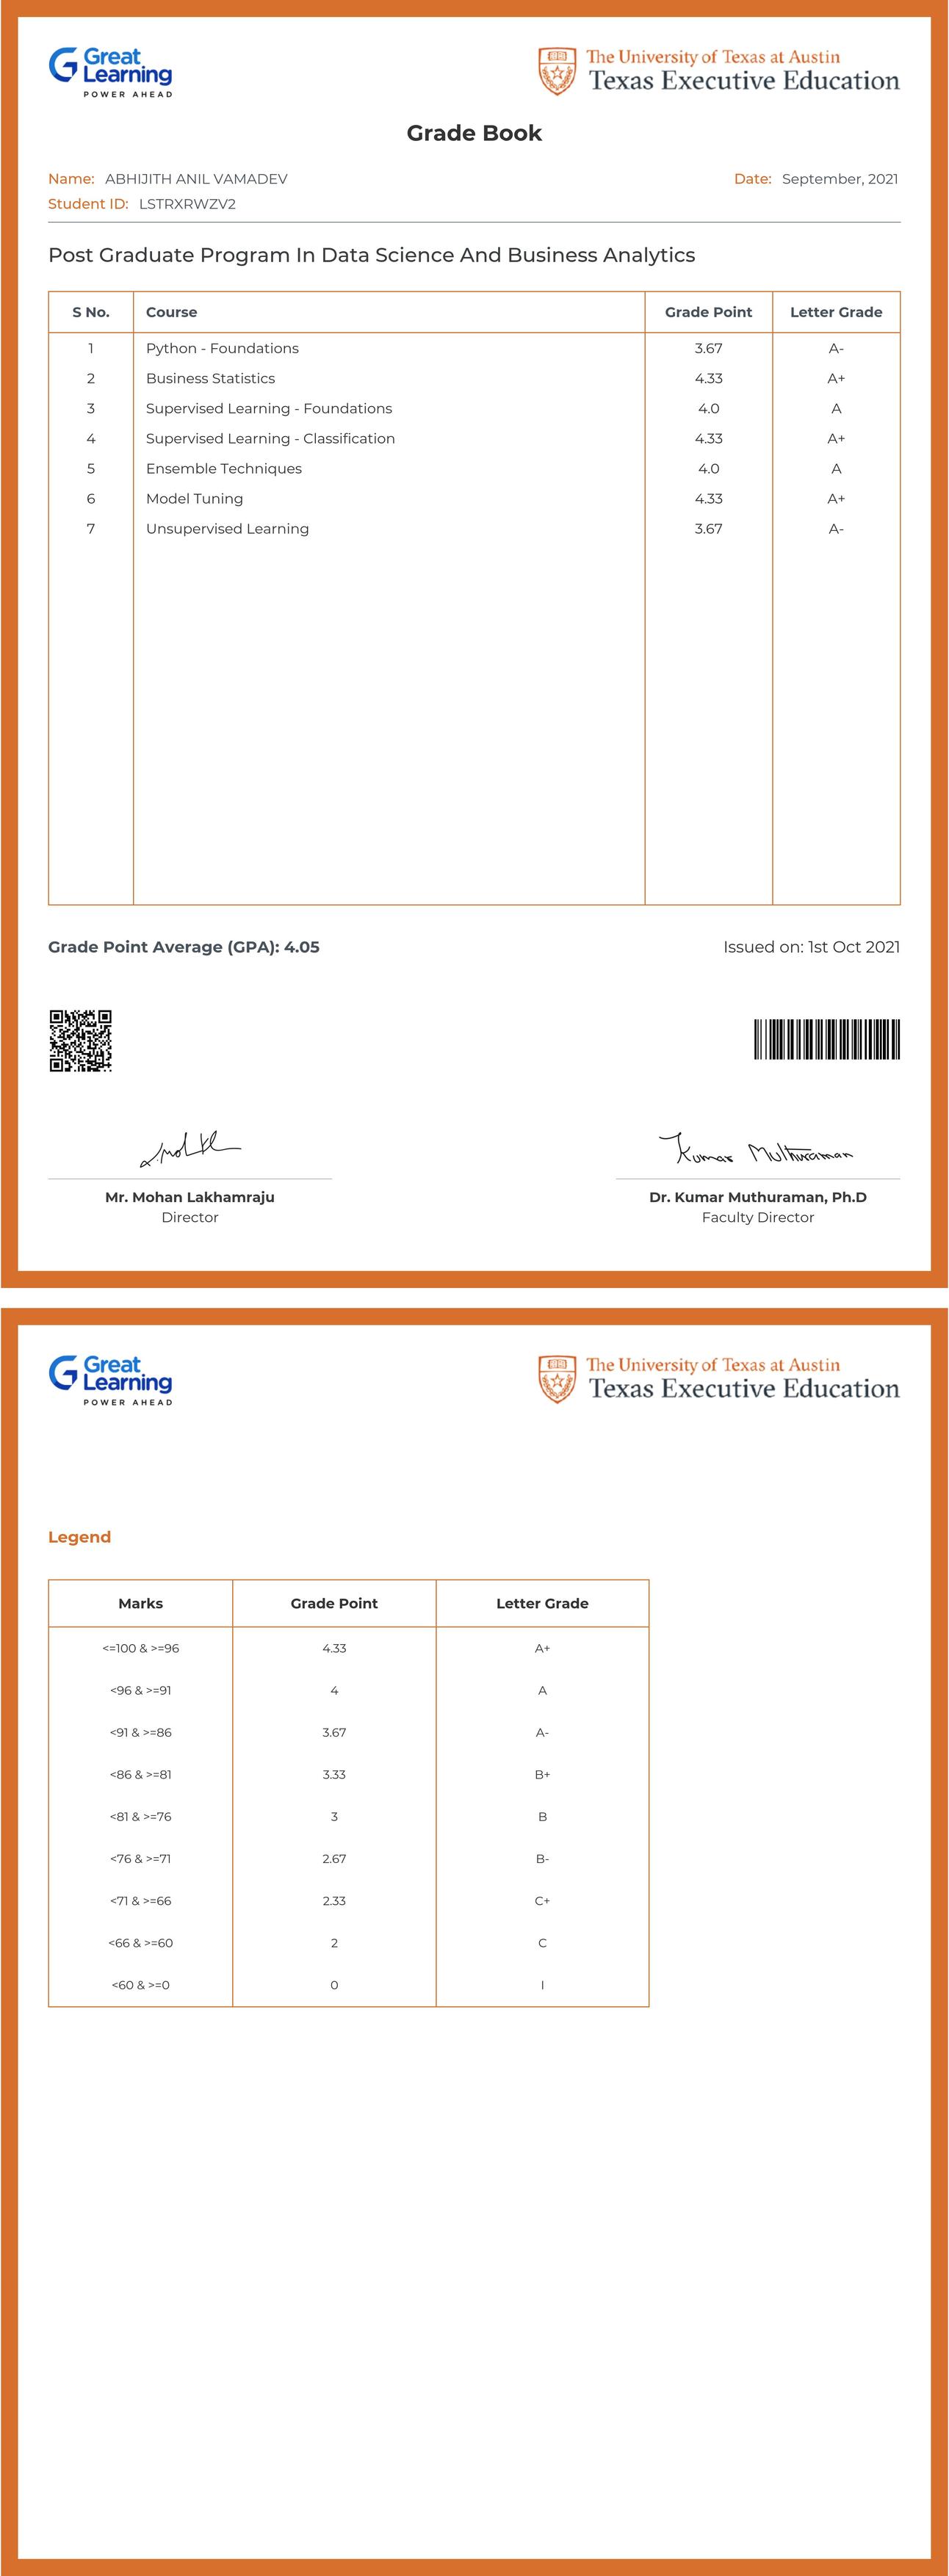 Great Learning
POWER AHEAD
The University of Texas at Austin
Texas Executive Education
Grade Book
Name: ABHIJITH ANIL VAMADEV Date: September, 2021
Student ID: LSTRXRWZV2
Post Graduate Program In Data Science And Business Analytics
S No. Course Grade Point Letter Grade
1 Python - Foundations 3.67 A-
2 Business Statistics 4.33 A+
3 Supervised Learning - Foundations 4.0 A
4 Supervised Learning - Classification 4.33 A+
5 Ensemble Techniques 4.0 A
6 Model Tuning 4.33 A+
7 Unsupervised Learning 3.67 A-
Grade Point Average (GPA): 4.05 Issued on: 1st Oct 2021
Kumar Muthuraman
Mr. Mohan Lakhamraju Dr. Kumar Muthuraman, Ph.D
Director Faculty Director
Great Learning
POWER AHEAD
The University of Texas at Austin
Texas Executive Education
Legend
Marks Grade Point Letter Grade
<=100 & >=96 4.33 A+
<96 & >=91 4 A
<91 & >=86 3.67 A-
<86 & >=81 3.33 B+
<81 & >=76 3 B
<76 & >=71 2.67 B-
<71 & >=66 2.33 C+
<66 & >=60 2 C
<60 & >=0 0 I